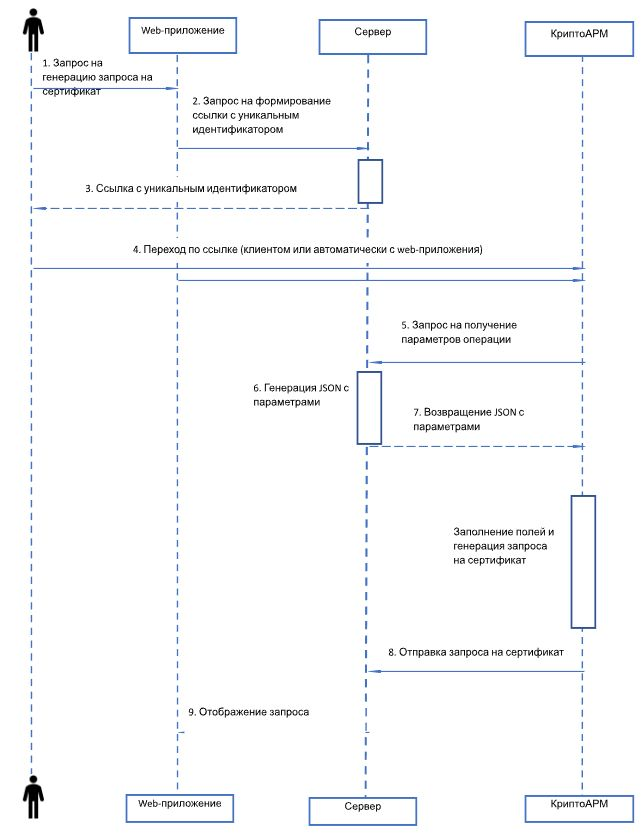 Web-приложение
Сервер
КриптоАРМ
1. Запрос на
генерацию запроса на
сертификат
2. Запрос на формирование
ссылки с уникальным
идентификатором
3. Ссылка с уникальным идентификатором
4. Переход по ссылке (клиентом или автоматически с web-приложения)
5. Запрос на получение
параметров операции
6. Генерация JSON с
параметрами
7. Возвращение JSON с
параметрами
Заполнение полей и
генерация запроса
на сертификат
8. Отправка запроса на сертификат
9. Отображение запроса
Web-приложение
Сервер
КриптоАРМ